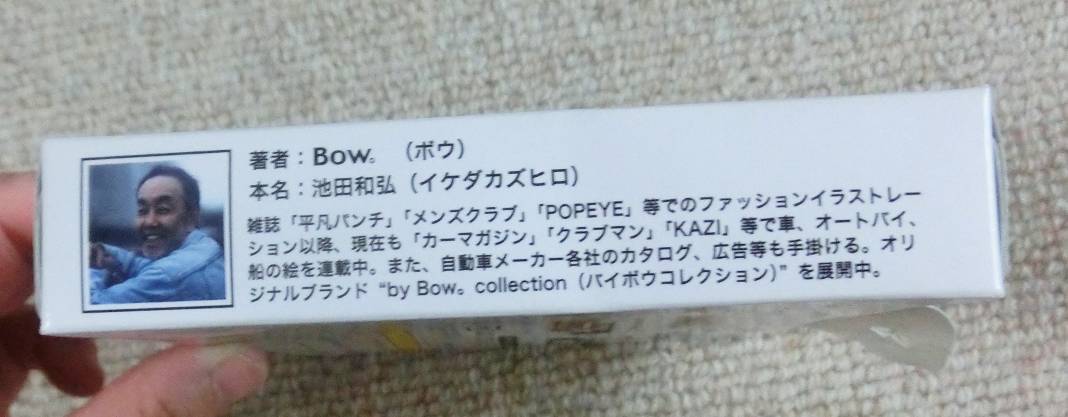 著者：Bow。（ボウ）
本名：池田和弘（イケダカズヒロ）
雑誌「平凡パンチ」「メンズクラブ」「POPEYE」等でのファッションイラストレー
ション以降、現在も「カーマガジン」「クラブマン」「KAZI」等で車、オートバイ、
船の絵を連載中。また、自動車メーカー各社のカタログ、広告等も手掛ける。オリ
ジナルブランド“by Bow。collection（バイボウコレクション）”を展開中。